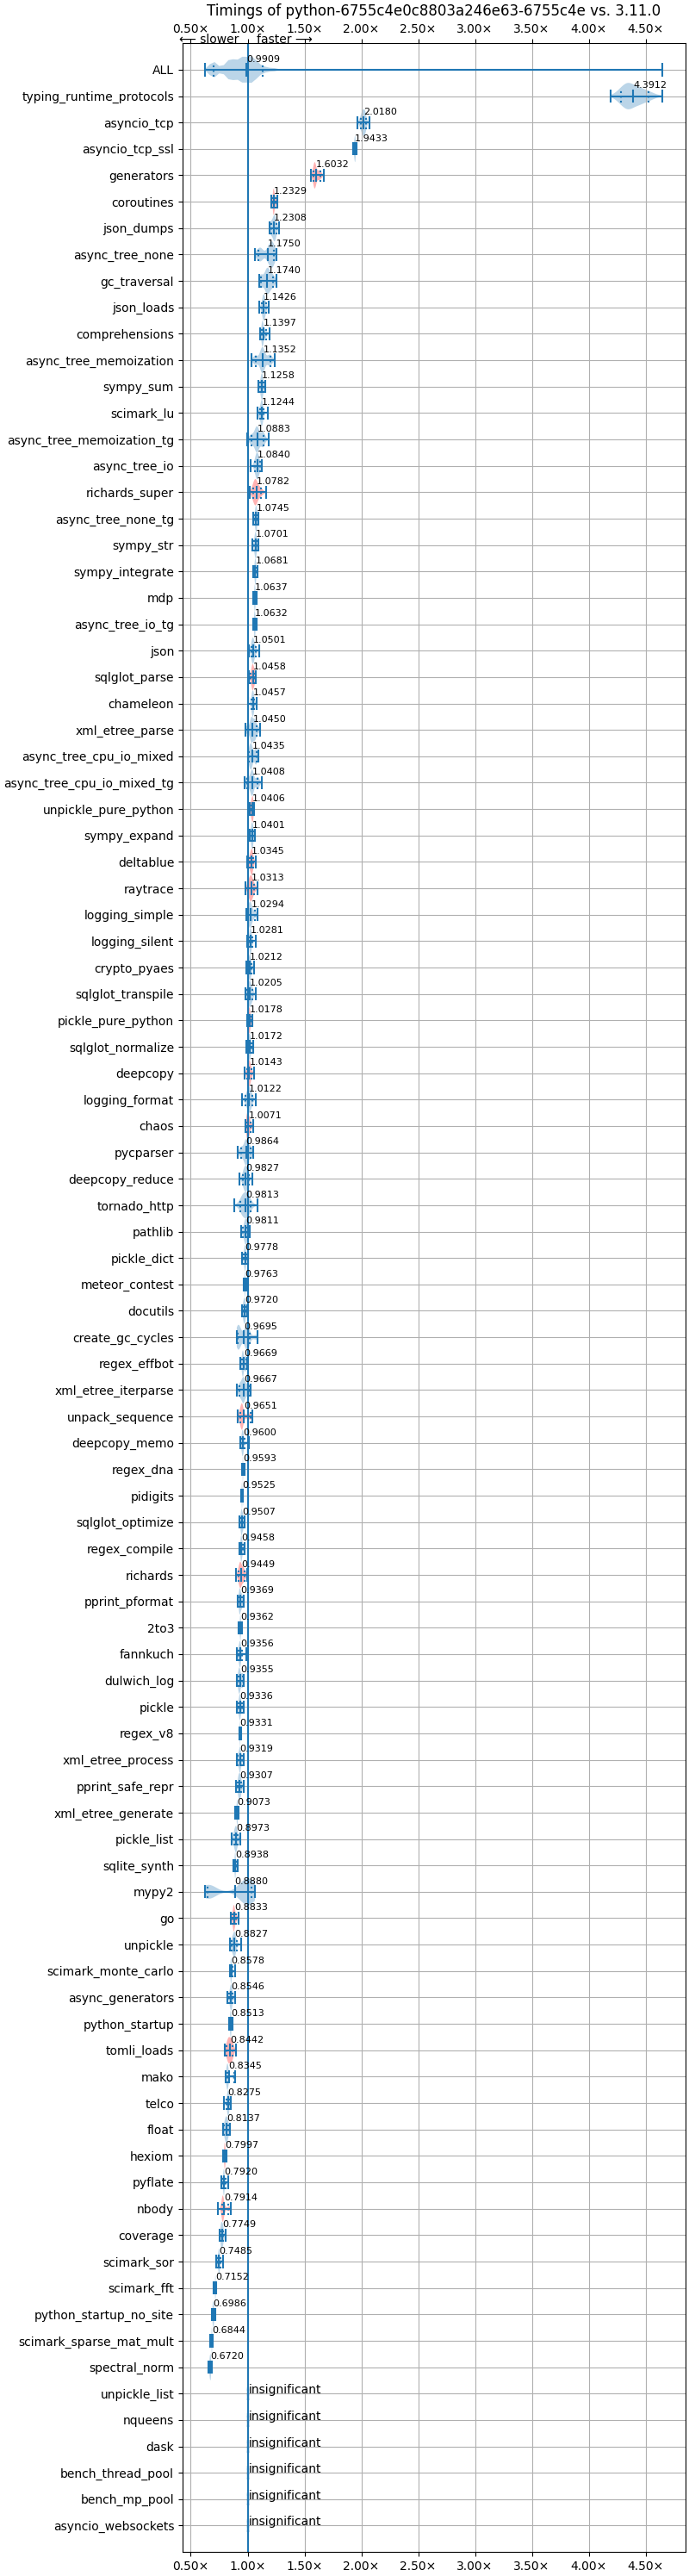 Timings of python-6755c4e0c8803a246e63-6755c4e vs. 3.11.0
0.50× 1.00× 1.50× 2.00× 2.50× 3.00× 3.50× 4.00× 4.50×
⟵ slower faster ⟶
ALL 0.9909
typing_runtime_protocols 4.3912
asyncio_tcp 2.0180
asyncio_tcp_ssl 1.9433
generators 1.6032
coroutines 1.2329
json_dumps 1.2308
async_tree_none 1.1750
gc_traversal 1.1740
json_loads 1.1426
comprehensions 1.1397
async_tree_memoization 1.1352
sympy_sum 1.1258
scimark_lu 1.1244
async_tree_memoization_tg 1.0883
async_tree_io 1.0840
richards_super 1.0782
async_tree_none_tg 1.0745
sympy_str 1.0701
sympy_integrate 1.0681
mdp 1.0637
async_tree_io_tg 1.0632
json 1.0501
sqlglot_parse 1.0458
chameleon 1.0457
xml_etree_parse 1.0450
async_tree_cpu_io_mixed 1.0435
async_tree_cpu_io_mixed_tg 1.0408
unpickle_pure_python 1.0406
sympy_expand 1.0401
deltablue 1.0345
raytrace 1.0313
logging_simple 1.0294
logging_silent 1.0281
crypto_pyaes 1.0212
sqlglot_transpile 1.0205
pickle_pure_python 1.0178
sqlglot_normalize 1.0172
deepcopy 1.0143
logging_format 1.0122
chaos 1.0071
pycparser 0.9864
deepcopy_reduce 0.9827
tornado_http 0.9813
pathlib 0.9811
pickle_dict 0.9778
meteor_contest 0.9763
docutils 0.9720
create_gc_cycles 0.9695
regex_effbot 0.9669
xml_etree_iterparse 0.9667
unpack_sequence 0.9651
deepcopy_memo 0.9600
regex_dna 0.9593
pidigits 0.9525
sqlglot_optimize 0.9507
regex_compile 0.9458
richards 0.9449
pprint_pformat 0.9369
2to3 0.9362
fannkuch 0.9356
dulwich_log 0.9355
pickle 0.9336
regex_v8 0.9331
xml_etree_process 0.9319
pprint_safe_repr 0.9307
xml_etree_generate 0.9073
pickle_list 0.8973
sqlite_synth 0.8938
mypy2 0.8880
go 0.8833
unpickle 0.8827
scimark_monte_carlo 0.8578
async_generators 0.8546
python_startup 0.8513
tomli_loads 0.8442
mako 0.8345
telco 0.8275
float 0.8137
hexiom 0.7997
pyflate 0.7920
nbody 0.7914
coverage 0.7749
scimark_sor 0.7485
scimark_fft 0.7152
python_startup_no_site 0.6986
scimark_sparse_mat_mult 0.6844
spectral_norm 0.6720
unpickle_list insignificant
nqueens insignificant
dask insignificant
bench_thread_pool insignificant
bench_mp_pool insignificant
asyncio_websockets insignificant
0.50× 1.00× 1.50× 2.00× 2.50× 3.00× 3.50× 4.00× 4.50×